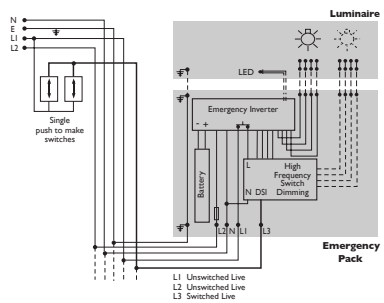 Luminaire
N
E
L1
L2
LED
Single
push to make
switches
Emergency Inverter
- +
Battery
L
High
Frequency
Switch
Dimming
N DSI
L2 N L1 L3
Emergency
Pack
L1 Unswitched Live
L2 Unswitched Live
L3 Switched Live